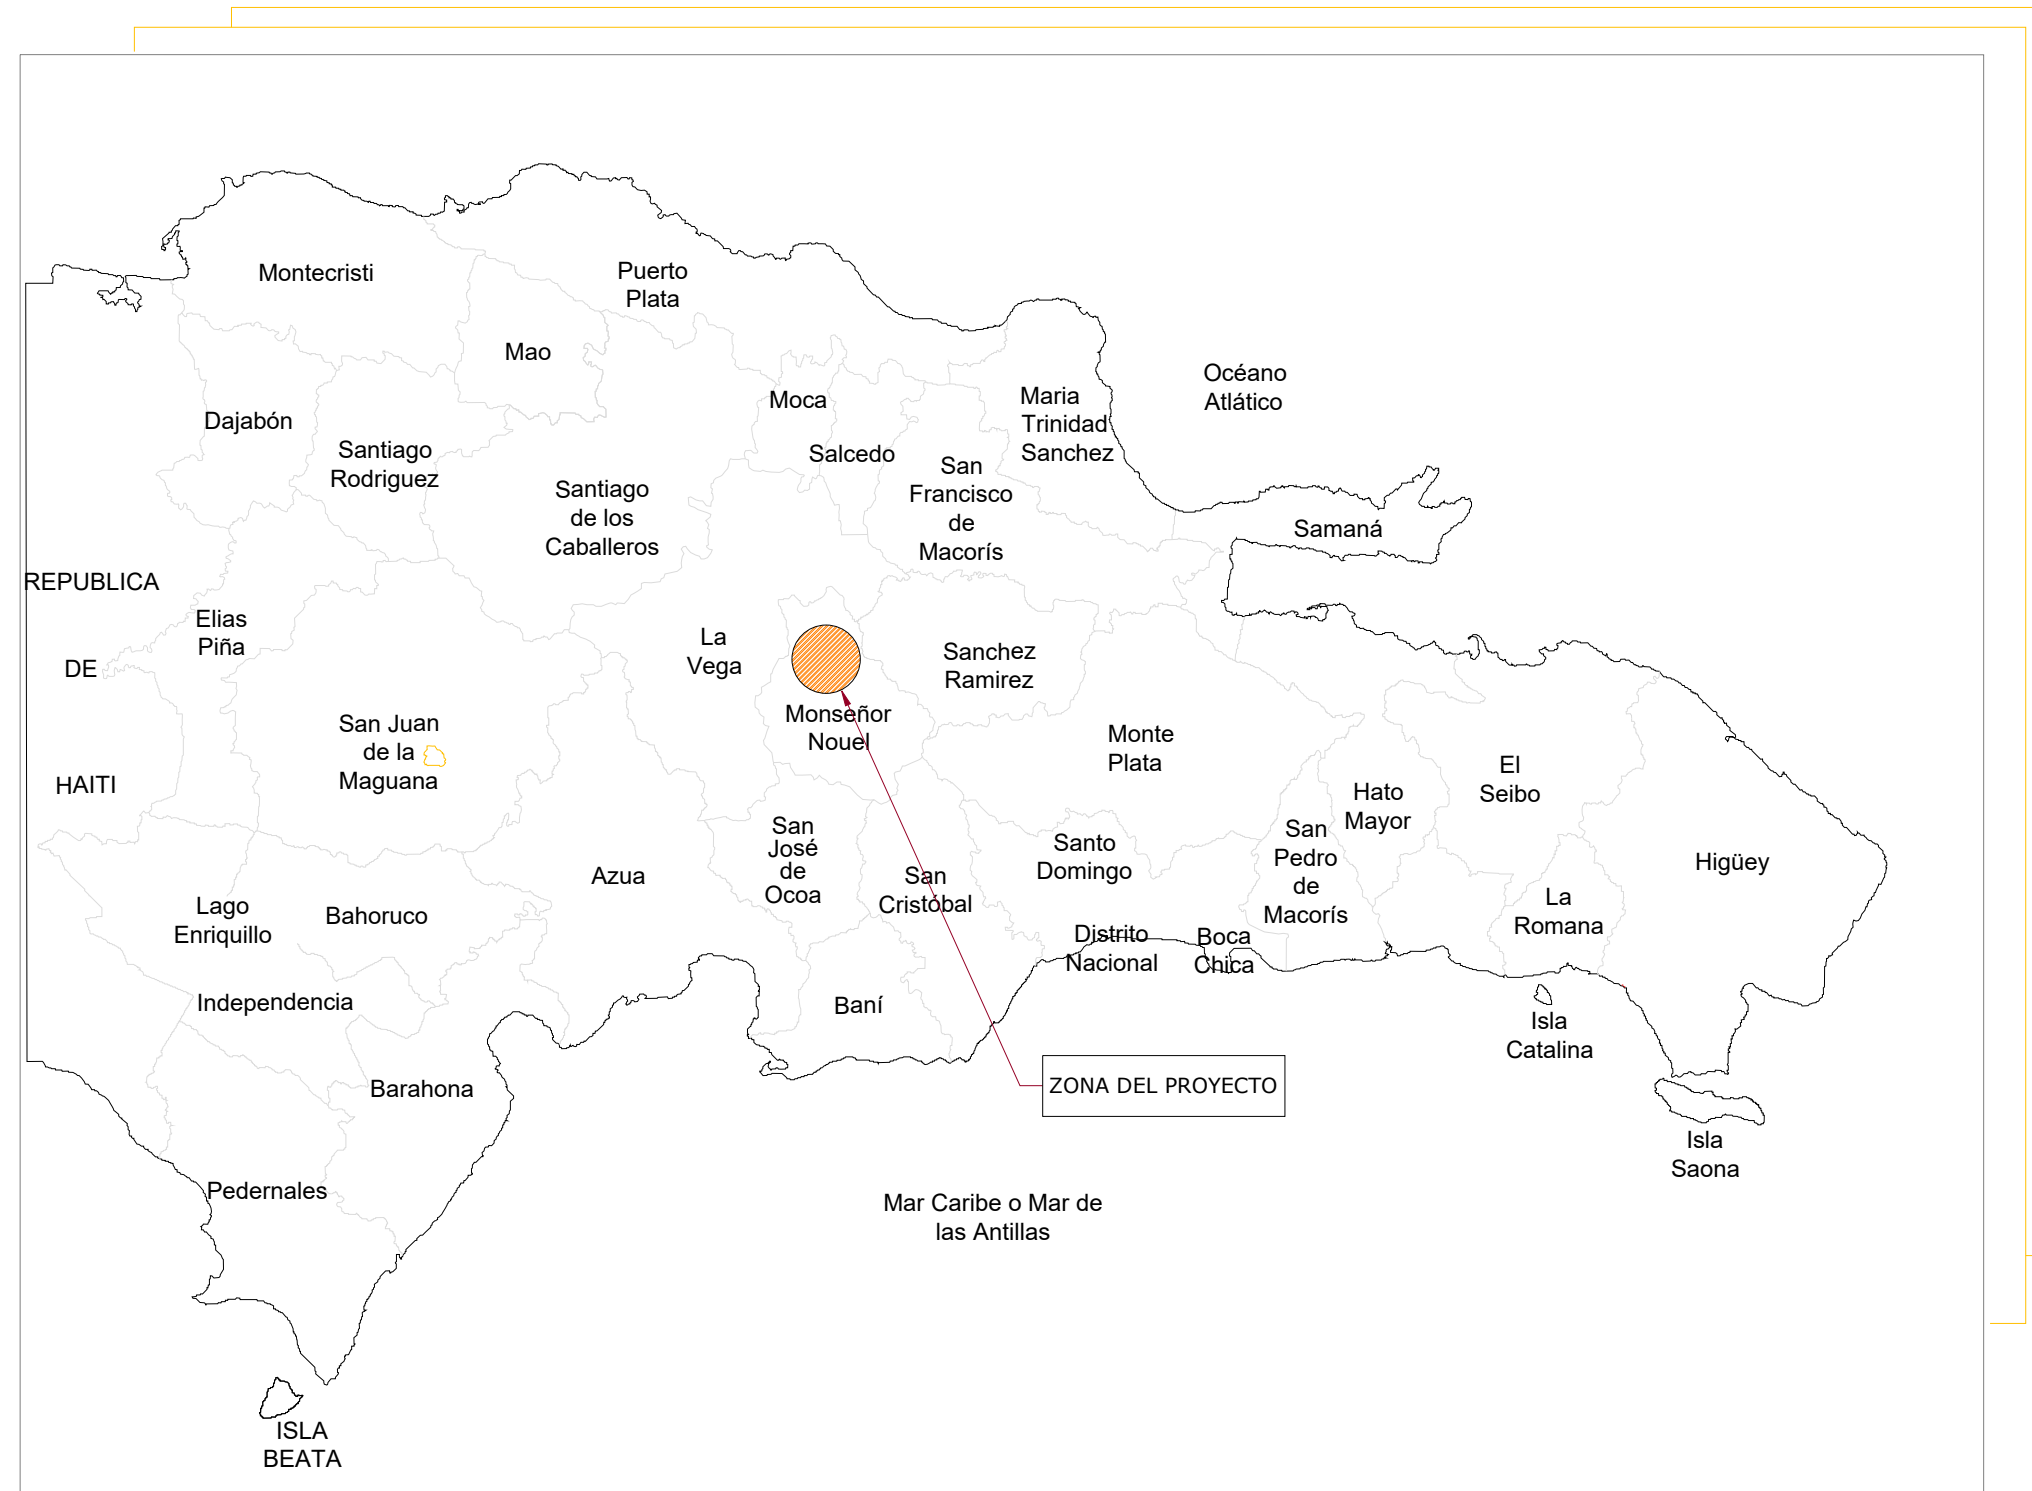 Montecristi
Puerto
Plata
Mao
Dajabón
Santiago
Rodriguez
Moca
Salcedo
Maria
Trinidad
Sanchez
Océano
Atlático
San
Francisco
de
Macorís
Santiago
de los
Caballeros
Samaná
REPUBLICA
DE
HAITI
Elias
Piña
La
Vega
Sanchez
Ramirez
Monseñor
Nouel
San Juan
de la
Maguana
Monte
Plata
El
Seibo
Hato
Mayor
San
José
de
Ocoa
Santo
Domingo
San
Pedro
de
Macorís
Higüey
Azua
San
Cristóbal
La
Romana
Lago
Enriquillo
Bahoruco
Distrito
Nacional
Boca
Chica
Independencia
Baní
Isla
Catalina
Barahona
ZONA DEL PROYECTO
Isla
Saona
Pedernales
Mar Caribe o Mar de
las Antillas
ISLA
BEATA